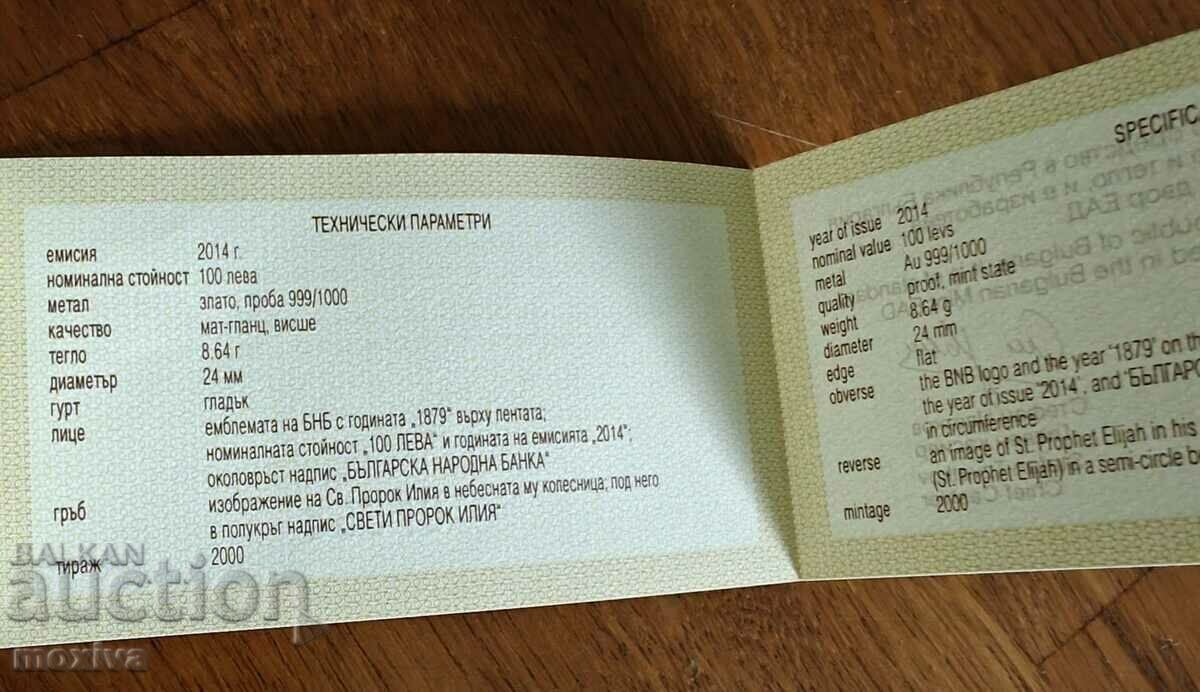 ТЕХНИЧЕСКИ ПАРАМЕТРИ
емисия 2014 г.
номинална стойност 100 лева
метал злато, проба 999/1000
качество мат-гланц, висше
тегло 8.64 г
диаметър 24 мм
гурт гладък
лице емблемата на БНБ с годината „1879" върху лентата;
номиналната стойност „100 ЛЕВА" и годината на емисията „2014";
околовръст надпис „БЪЛГАРСКА НАРОДНА БАНКА"
гръб изображение на Св. Пророк Илия в небесната му колесница; под него
в полукръг надпис „СВЕТИ ПРОРОК ИЛИЯ"
тираж 2000
SPECIFICA
year of issue 2014
nominal value 100 levs
metal Au 999/1000
quality proof, mint state
weight 8.64 g
diameter 24 mm
edge flat
obverse the BNB logo and the year "1879" on th
the year of issue "2014", and "БЪЛГАРС
in circumference
reverse an image of St. Prophet Elijah in his
(St. Prophet Elijah) in a semi-circle be
mintage 2000
BALKAN
auction
moxiva